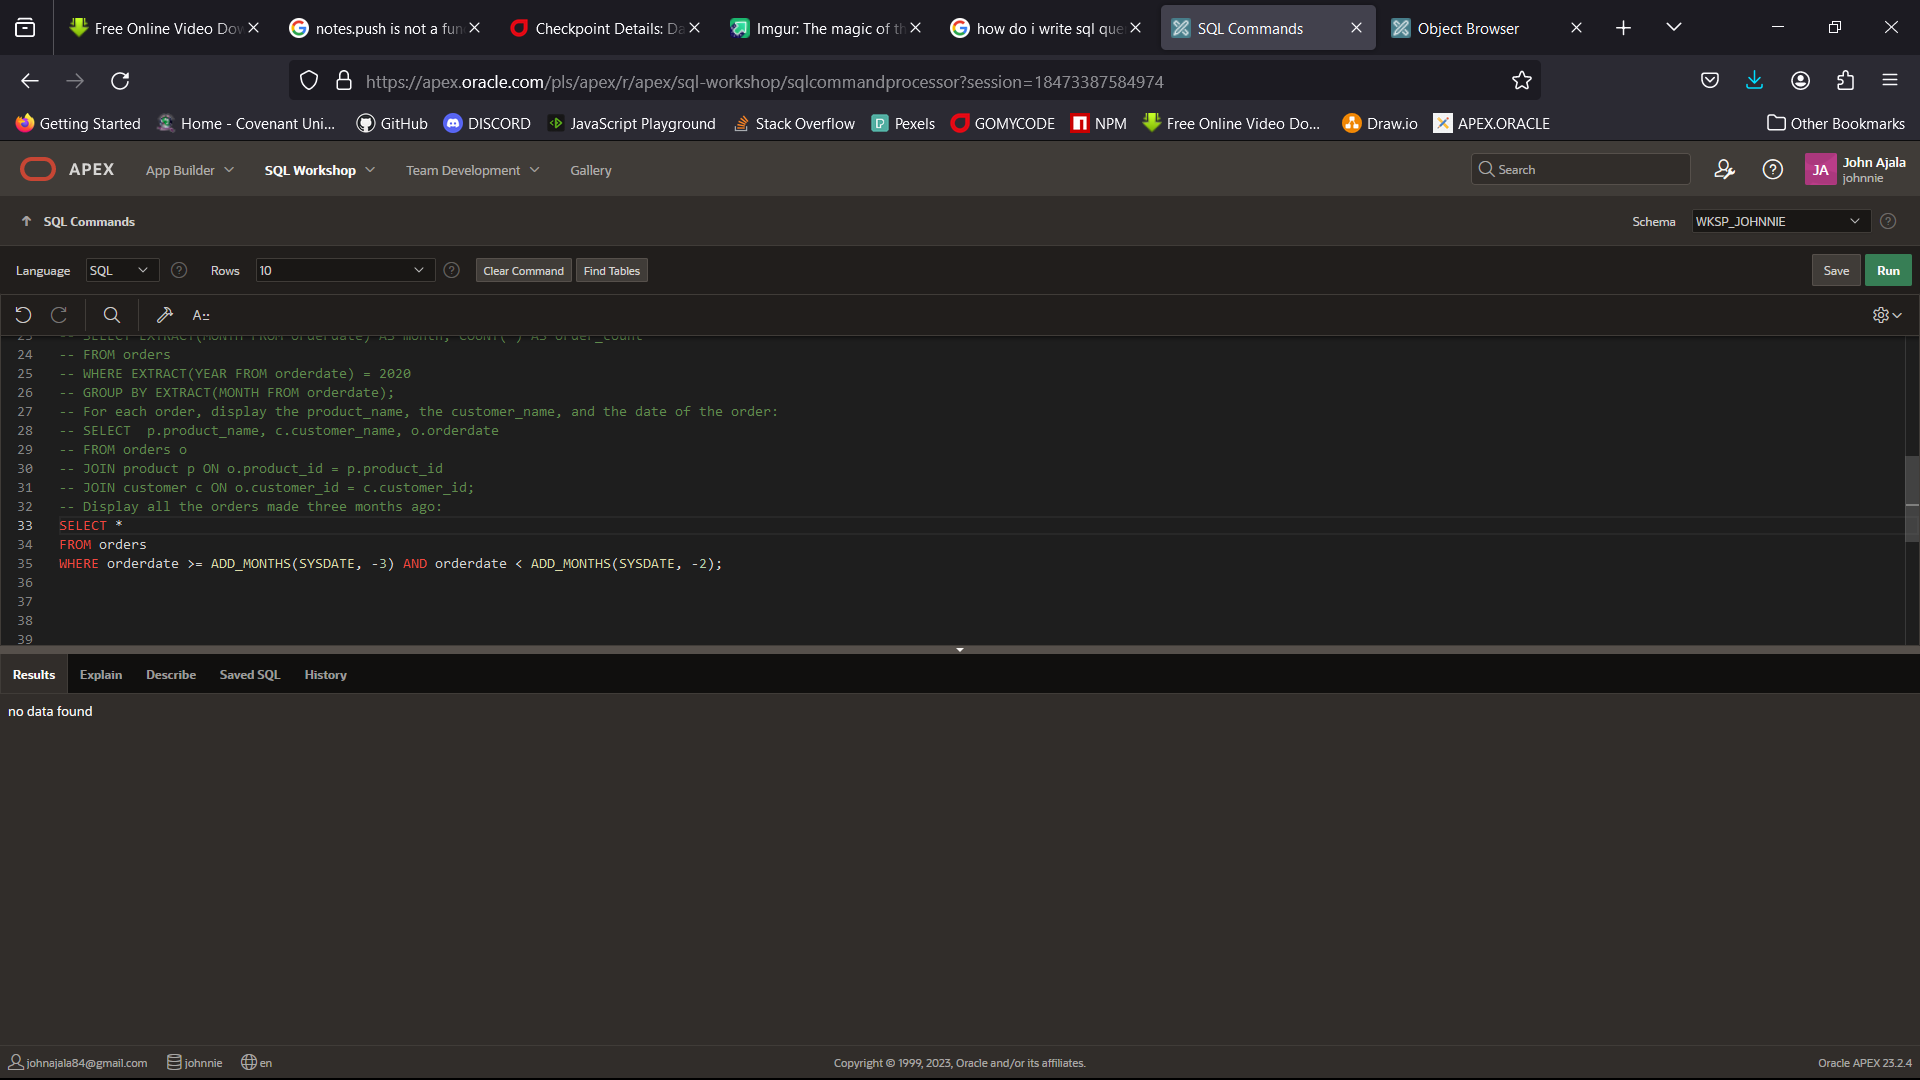 Free Online Video Dov
notes.push is not a fun
Checkpoint Details: Da
Imgur: The magic of th
how do i write sql que
SQL Commands
Object Browser
https://apex.oracle.com/pls/apex/r/apex/sql-workshop/sqlcommandprocessor?session=18473387584974
Getting Started
Home - Covenant Uni...
GitHub
DISCORD
JavaScript Playground
Stack Overflow
Pexels
GOMYCODE
NPM
Free Online Video Do...
Draw.io
APEX.ORACLE
Other Bookmarks
APEX
App Builder
SQL Workshop
Team Development
Gallery
Search
JA
John Ajala
johnnie
SQL Commands
Schema
WKSP_JOHNNIE
Language
SQL
Rows
10
Clear Command
Find Tables
Save
Run
A
23 -- SELECT EXTRACT(MONTH FROM orderdate) AS month, COUNT(*) AS order_count
24 -- FROM orders
25 -- WHERE EXTRACT(YEAR FROM orderdate) = 2020
26 -- GROUP BY EXTRACT(MONTH FROM orderdate);
27 -- For each order, display the product_name, the customer_name, and the date of the order:
28 -- SELECT  p.product_name, c.customer_name, o.orderdate
29 -- FROM orders o
30 -- JOIN product p ON o.product_id = p.product_id
31 -- JOIN customer c ON o.customer_id = c.customer_id;
32 -- Display all the orders made three months ago:
33 SELECT *
34 FROM orders
35 WHERE orderdate >= ADD_MONTHS(SYSDATE, -3) AND orderdate < ADD_MONTHS(SYSDATE, -2);
36
37
38
39
Results
Explain
Describe
Saved SQL
History
no data found
johnajala84@gmail.com
johnnie
en
Copyright © 1999, 2023, Oracle and/or its affiliates.
Oracle APEX 23.2.4